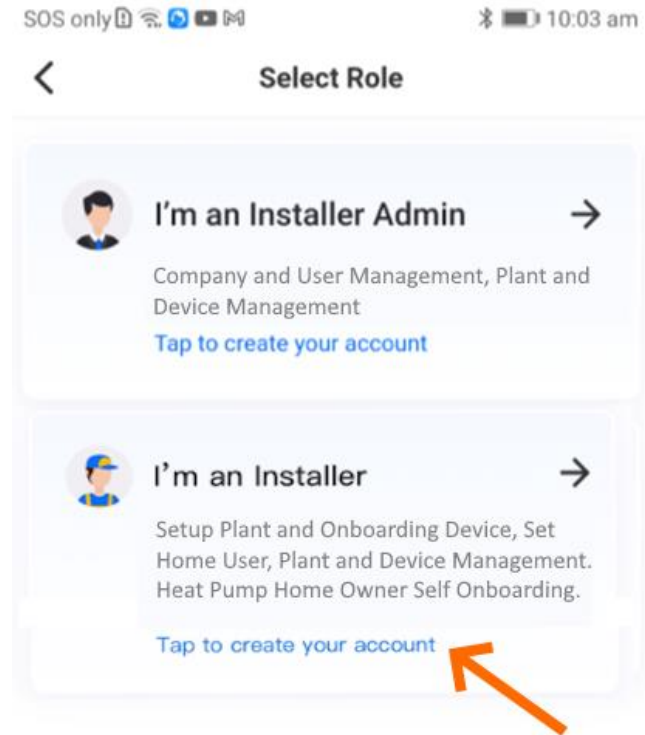 SOS only 10:03 am
Select Role
I'm an Installer Admin
Company and User Management, Plant and
Device Management
Tap to create your account
I'm an Installer
Setup Plant and Onboarding Device, Set
Home User, Plant and Device Management.
Heat Pump Home Owner Self Onboarding.
Tap to create your account